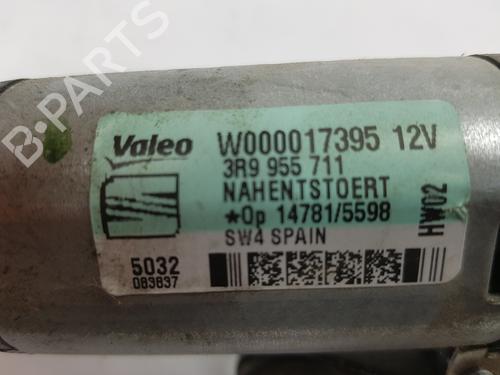 Valeo W000017395 12V
3R9 955 711
NAHENTSTOERT
*Op 14781/5598
SW4 SPAIN
HW02
5032
083837
B-Parts